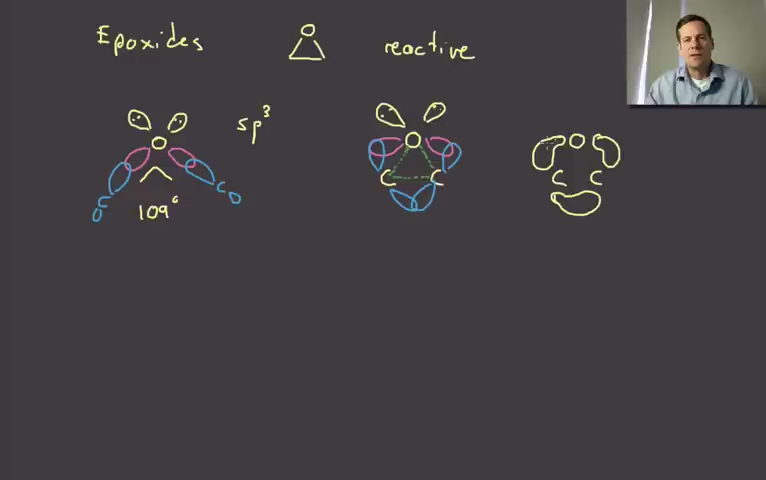 Epoxides O reactive
sp³
O O O
C C C C
C C
109°